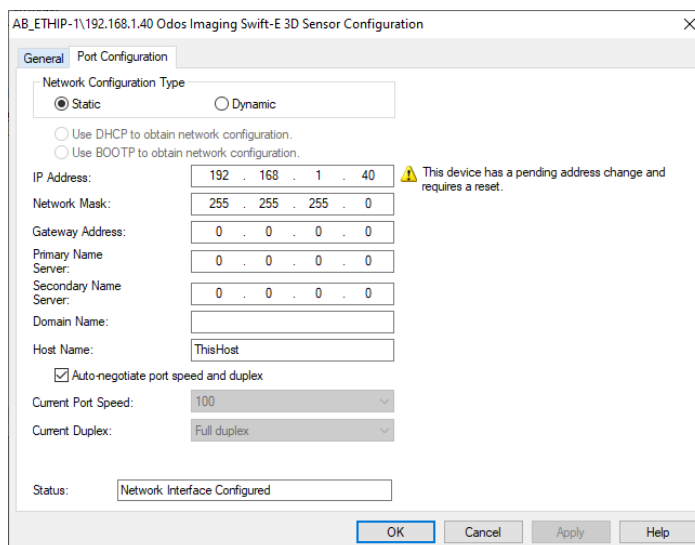 AB_ETHIP-1\192.168.1.40 Odos Imaging Swift-E 3D Sensor Configuration
General
Port Configuration
Network Configuration Type
Static
Dynamic
Use DHCP to obtain network configuration.
Use BOOTP to obtain network configuration.
IP Address:
192 . 168 . 1 . 40
This device has a pending address change and
requires a reset.
Network Mask:
255 . 255 . 255 . 0
Gateway Address:
0 . 0 . 0 . 0
Primary Name
Server:
0 . 0 . 0 . 0
Secondary Name
Server:
0 . 0 . 0 . 0
Domain Name:
Host Name:
ThisHost
Auto-negotiate port speed and duplex
Current Port Speed:
100
Current Duplex:
Full duplex
Status:
Network Interface Configured
OK
Cancel
Apply
Help